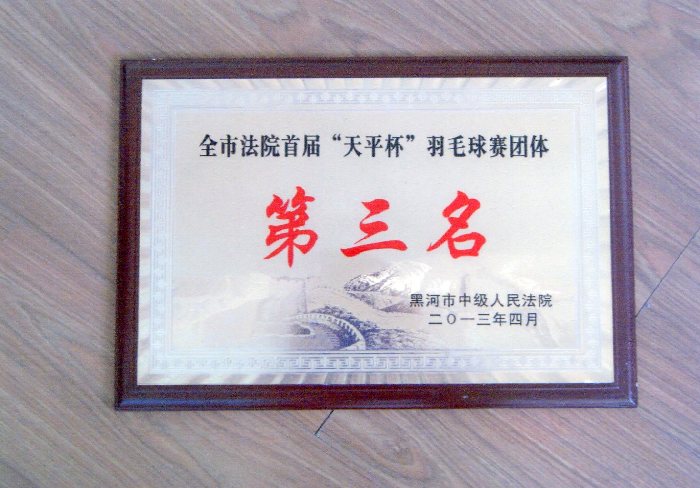 全市法院首届“天平杯”羽毛球赛团体
第三名
黑河市中级人民法院
二〇一三年四月